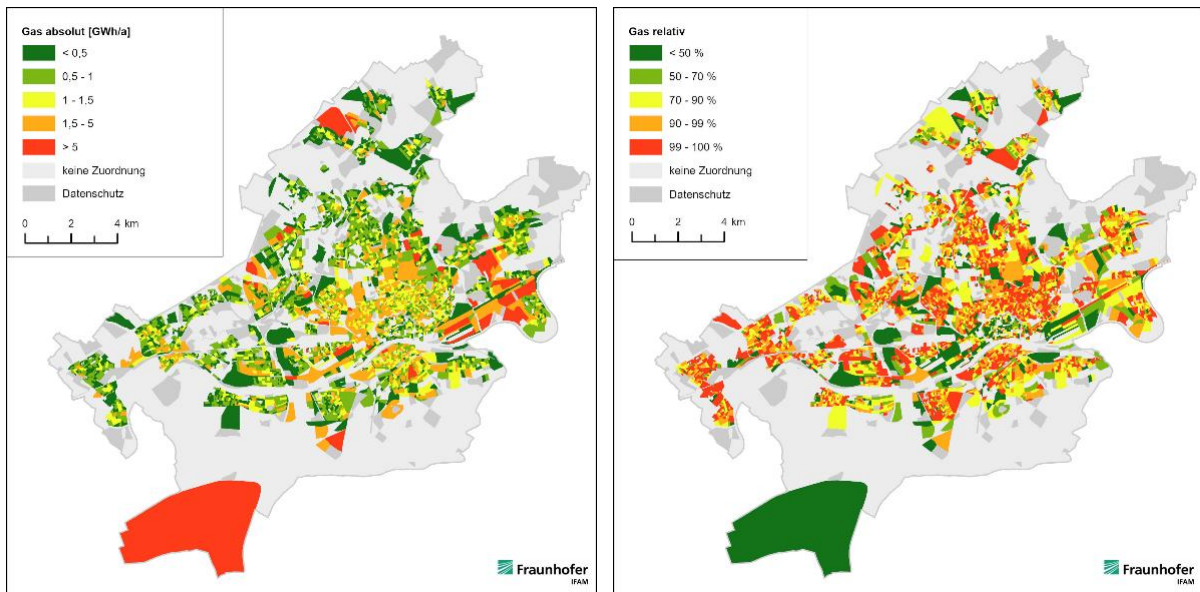 Gas absolut [GWh/a]
< 0,5
0,5 - 1
1 - 1,5
1,5 - 5
> 5
keine Zuordnung
Datenschutz
0 2 4 km
Fraunhofer
IFAM
Gas relativ
< 50 %
50 - 70 %
70 - 90 %
90 - 99 %
99 - 100 %
keine Zuordnung
Datenschutz
0 2 4 km
Fraunhofer
IFAM